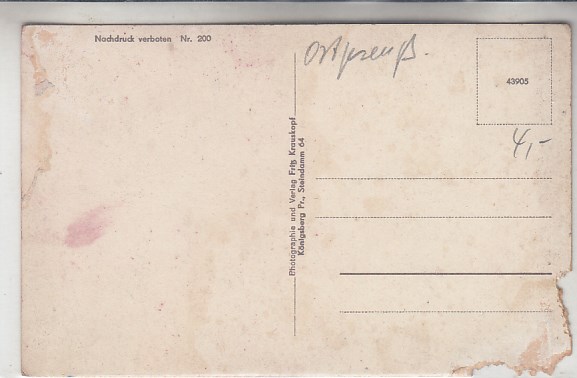 Nachdruck verboten Nr. 200
Ostpreuß.
43905
4,-
Photographie und Verlag Fritz Krauskopf
Königsberg Pr., Steindamm 64